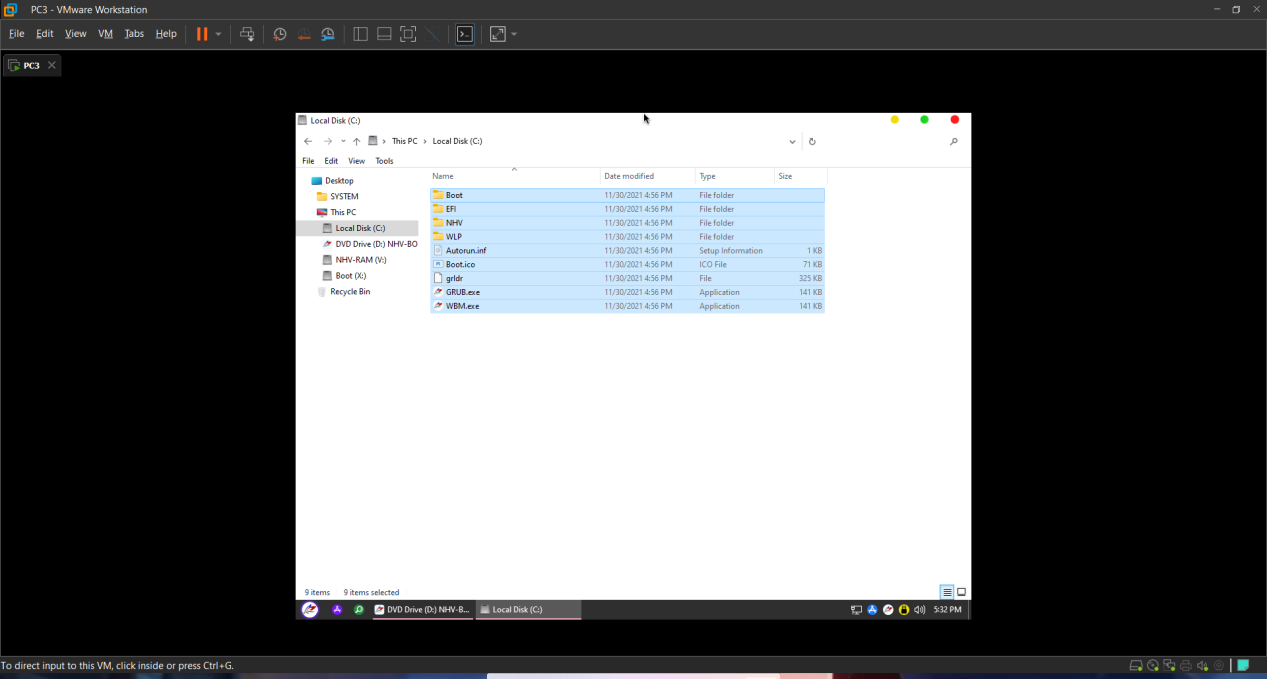 PC3 - VMware Workstation
File Edit View VM Tabs Help
PC3
Local Disk (C:)
This PC Local Disk (C:)
File Edit View Tools
Name Date modified Type Size
Desktop
SYSTEM
This PC
Local Disk (C:)
DVD Drive (D:) NHV-BO
NHV-RAM (V:)
Boot (X:)
Recycle Bin
Boot 11/30/2021 4:56 PM File folder
EFI 11/30/2021 4:56 PM File folder
NHV 11/30/2021 4:56 PM File folder
WLP 11/30/2021 4:56 PM File folder
Autorun.inf 11/30/2021 4:56 PM Setup Information 1 KB
Boot.ico 11/30/2021 4:56 PM ICO File 71 KB
grldr 11/30/2021 4:56 PM File 325 KB
GRUB.exe 11/30/2021 4:56 PM Application 141 KB
WBM.exe 11/30/2021 4:56 PM Application 141 KB
9 items 9 items selected
DVD Drive (D:) NHV-B... Local Disk (C:) 5:32 PM
To direct input to this VM, click inside or press Ctrl+G.